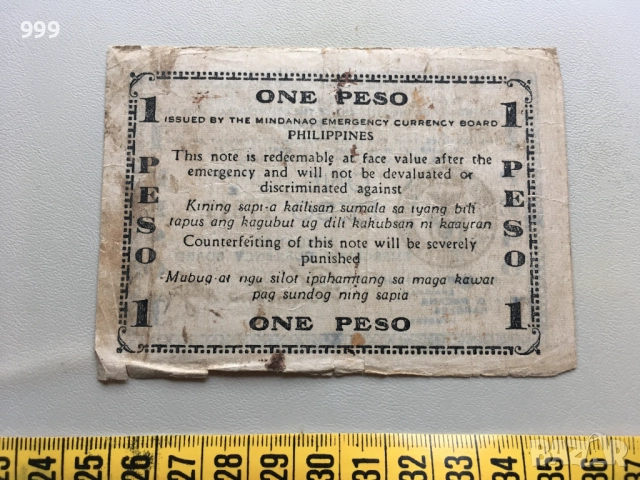 999
1 ONE PESO 1
ISSUED BY THE MINDANAO EMERGENCY CURRENCY BOARD
PHILIPPINES
PESO
This note is redeemable at face value after the
emergency and will not be devaluated or
discriminated against
Kining sapi-a kailisan sumala sa iyang bili
tapus ang kagubut ug dili kakubsan ni kaayran
Counterfeiting of this note will be severely
punished
Mabug-at nga silot ipahamtang sa maga kawat
pag sundog ning sapia
PESO
1 ONE PESO 1
23 24 25 26 27 28 29 30 31 32 33 34 35 36 37